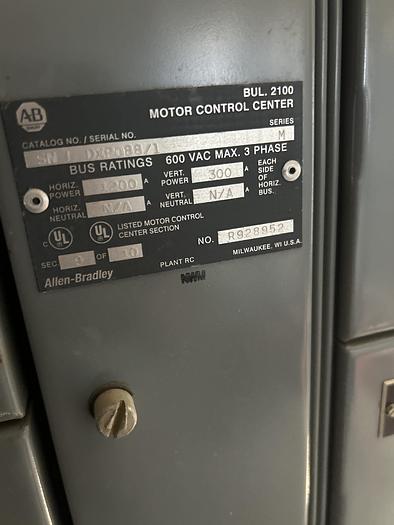 AB
BUL. 2100
MOTOR CONTROL CENTER
CATALOG NO. / SERIAL NO. SERIES
SN M
BUS RATINGS 600 VAC MAX. 3 PHASE
HORIZ. POWER 1200 A VERT. POWER 300 A EACH SIDE OF HORIZ. BUS.
HORIZ. NEUTRAL N/A A VERT. NEUTRAL N/A A
C UL UL LISTED MOTOR CONTROL CENTER SECTION NO. R928952
SEC 9 OF 10 MILWAUKEE, WI U.S.A.
Allen-Bradley PLANT RC